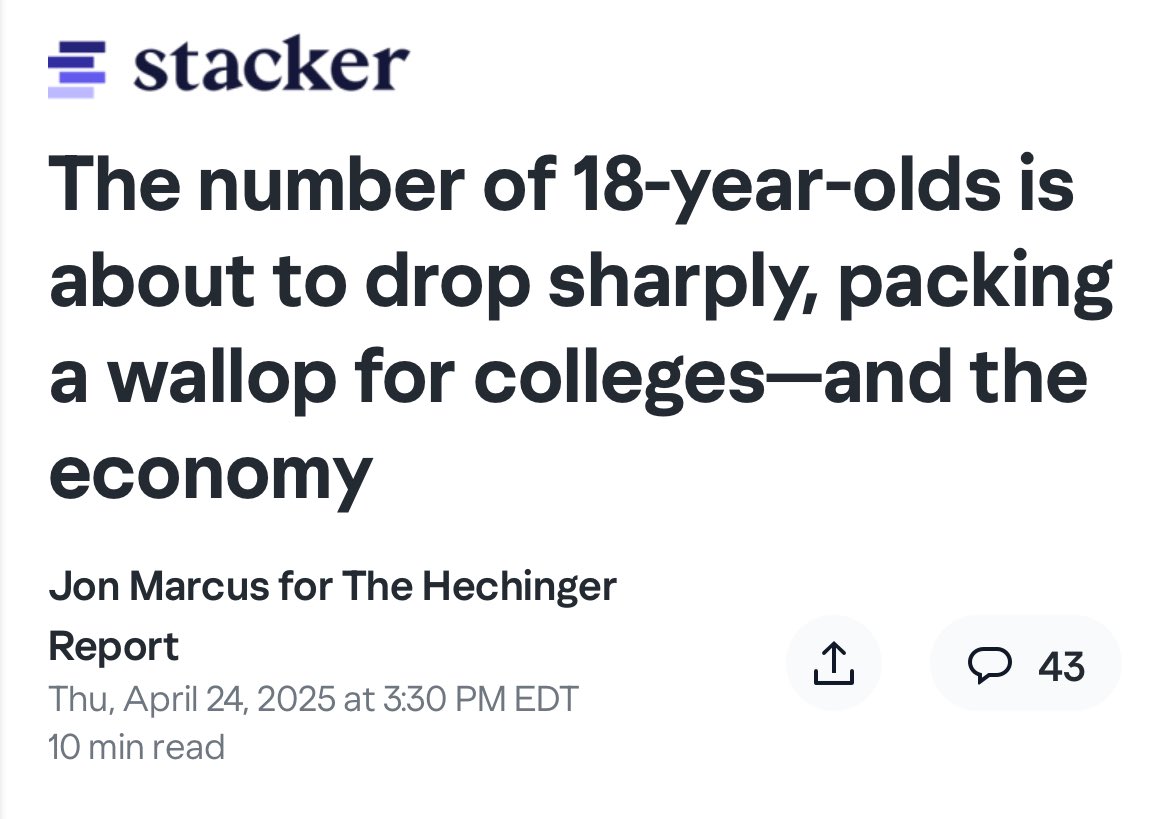 stacker
The number of 18-year-olds is
about to drop sharply, packing
a wallop for colleges—and the
economy
Jon Marcus for The Hechinger
Report
Thu, April 24, 2025 at 3:30 PM EDT
10 min read
43